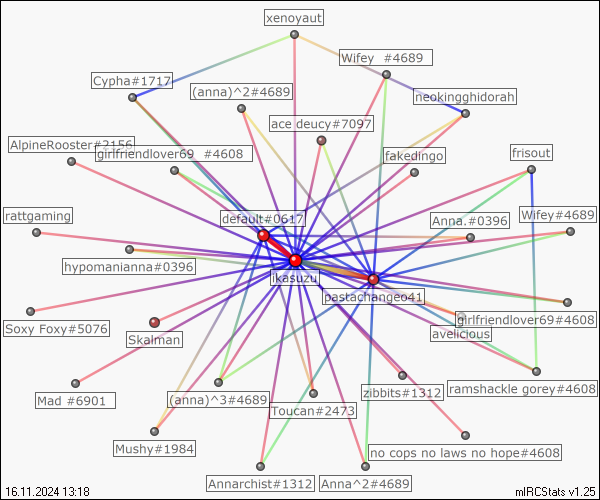 xenoyaut
Wifey_#4689
Cypha#1717
(anna)^2#4689
neokingghidorah
ace deucy#7097
AlpineRooster#2156
girlfriendlover69_#4608
fakedingo
frisout
rattgaming
default#0617
Anna.#0396
Wifey#4689
hypomanianna#0396
ikasuzu
pastachangeo41
girlfriendlover69#4608
Soxy Foxy#5076
Skalman
avelicious
Mad #6901
(anna)^3#4689
Toucan#2473
zibbits#1312
ramshackle gorey#4608
Mushy#1984
no cops no laws no hope#4608
Annarchist#1312
Anna^2#4689
16.11.2024 13:18
mIRCStats v1.25